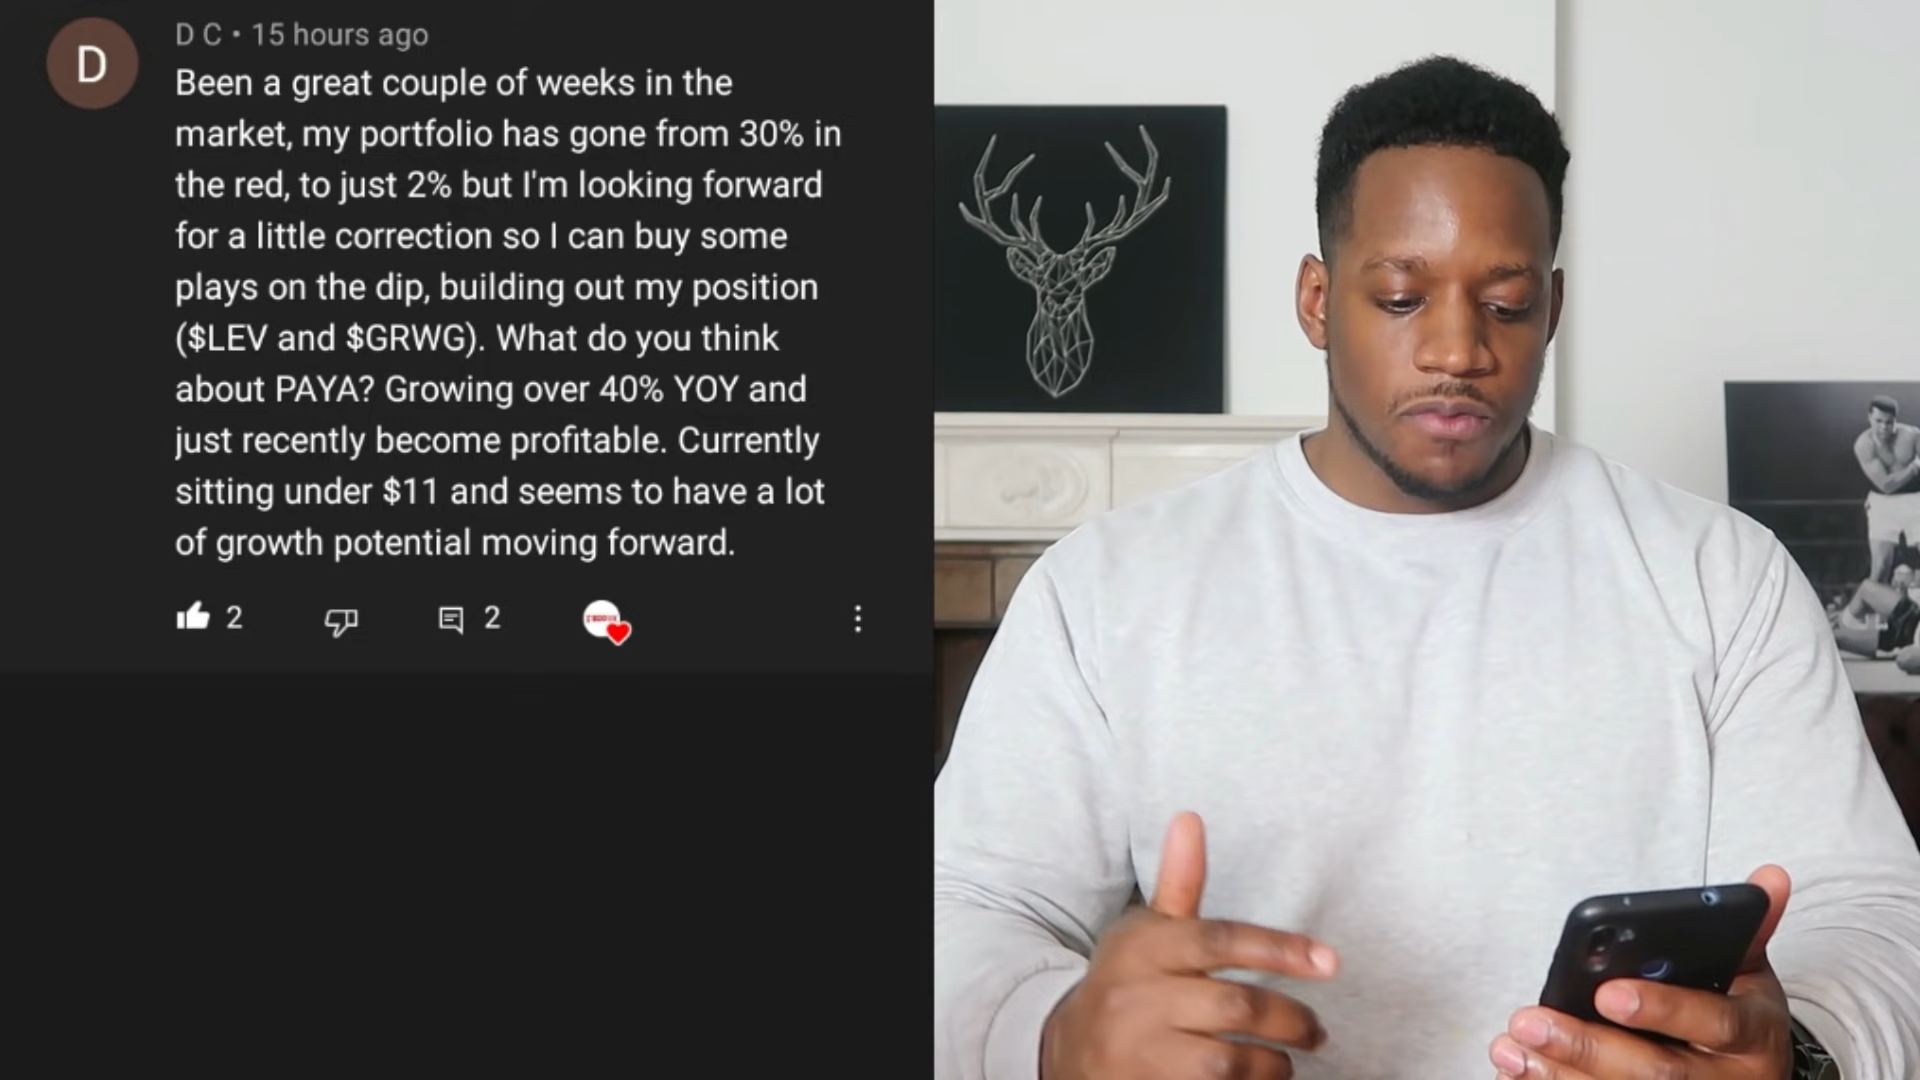 D
D C • 15 hours ago
Been a great couple of weeks in the
market, my portfolio has gone from 30% in
the red, to just 2% but I'm looking forward
for a little correction so I can buy some
plays on the dip, building out my position
($LEV and $GRWG). What do you think
about PAYA? Growing over 40% YOY and
just recently become profitable. Currently
sitting under $11 and seems to have a lot
of growth potential moving forward.
2
2